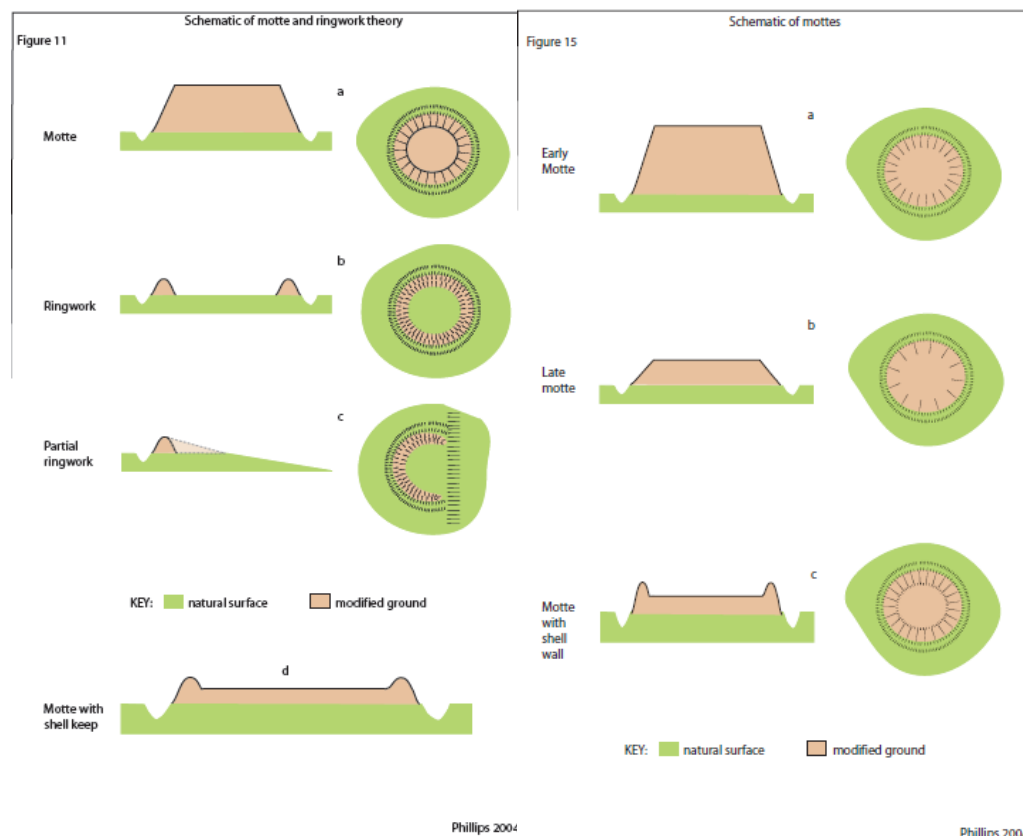 Schematic of motte and ringwork theory
Figure 11
a
Motte
b
Ringwork
c
Partial
ringwork
KEY: natural surface modified ground
d
Motte with
shell keep
Phillips 2004
Schematic of mottes
Figure 15
a
Early
Motte
b
Late
motte
c
Motte
with
shell
wall
KEY: natural surface modified ground
Phillips 200